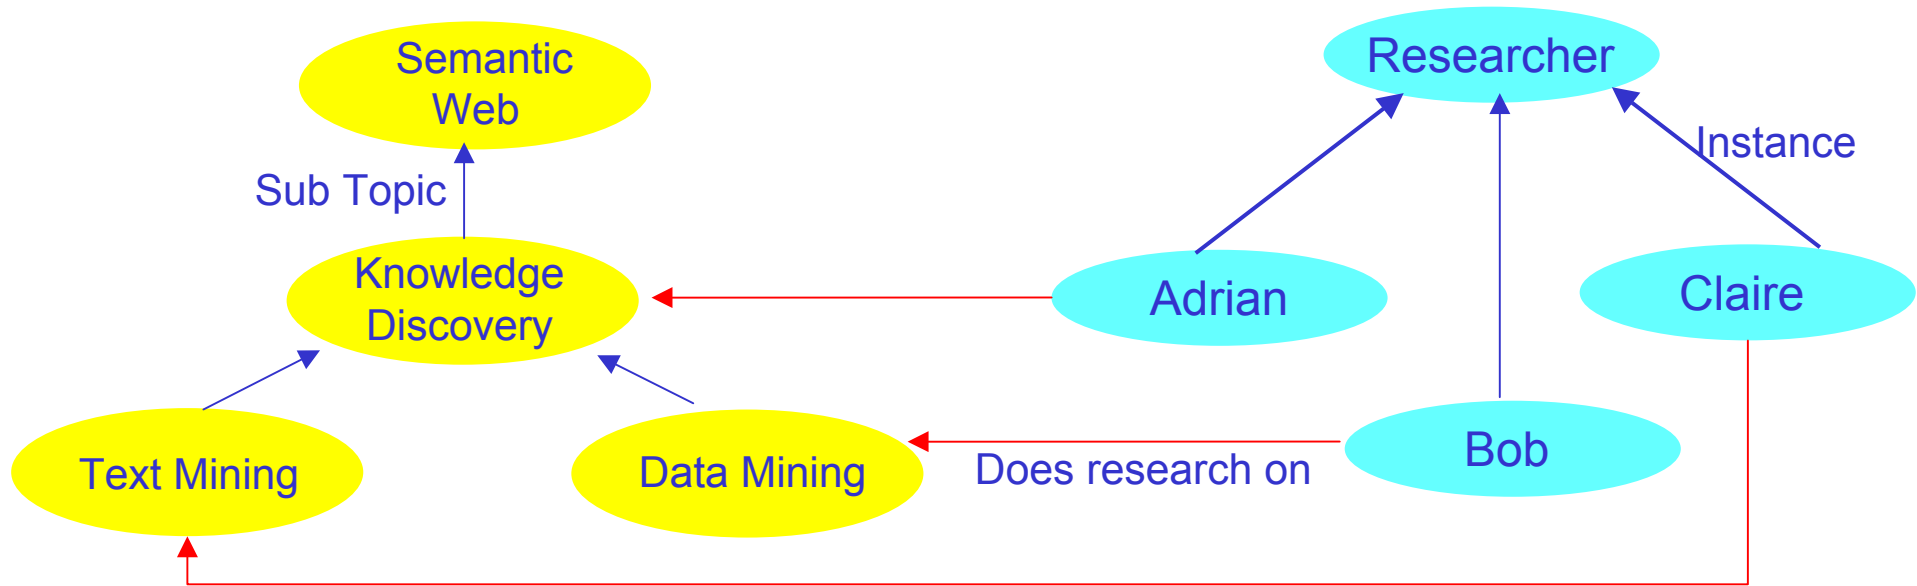 Semantic
Web
Researcher
Instance
Sub Topic
Knowledge
Discovery
Adrian
Claire
Text Mining
Data Mining
Does research on
Bob